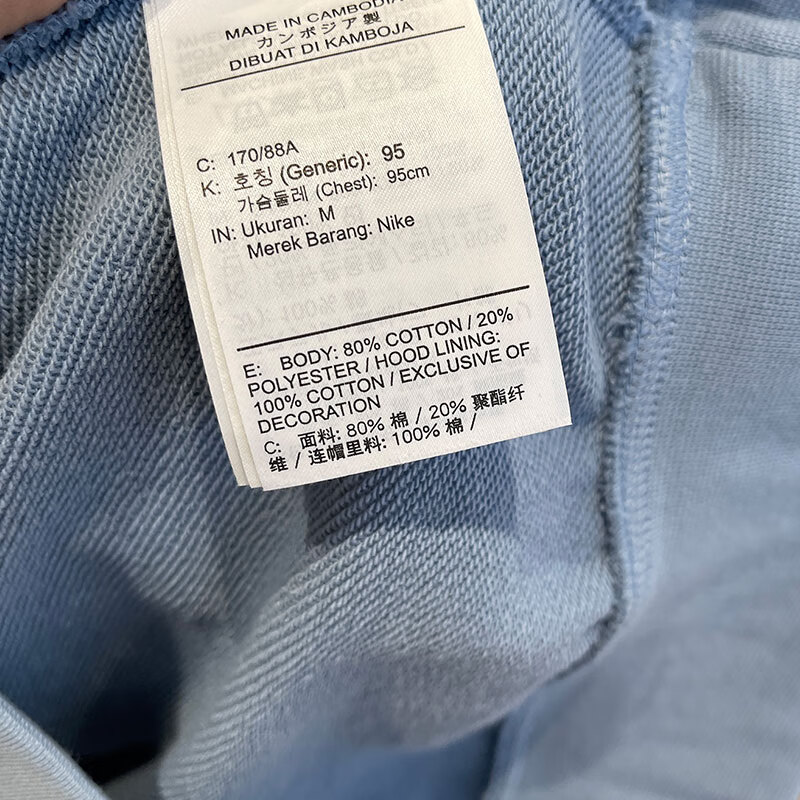 MADE IN CAMBODIA
カンボジア製
DIBUAT DI KAMBOJA
C: 170/88A
K: 호칭 (Generic): 95
가슴둘레 (Chest): 95cm
IN: Ukuran: M
Merek Barang: Nike
E: BODY: 80% COTTON / 20%
POLYESTER / HOOD LINING:
100% COTTON / EXCLUSIVE OF
DECORATION
C: 面料: 80% 棉 / 20% 聚酯纤
维 / 连帽里料: 100% 棉 /